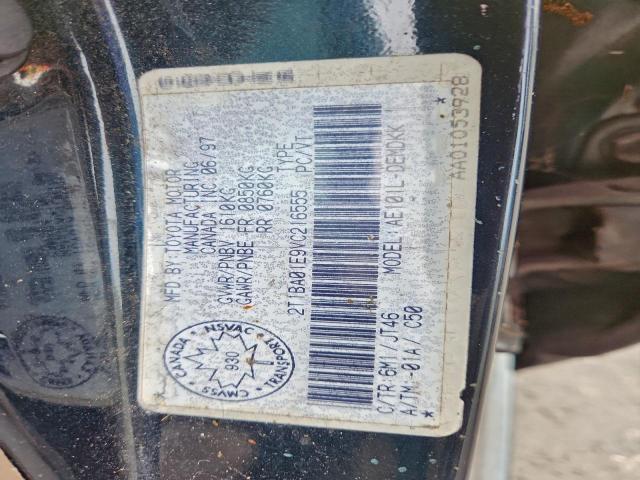 MFD BY: TOYOTA MOTOR
MANUFACTURING
CANADA INC. 06/97
GVWR/PNBV 1610KG
GAWR/PNBE FR 0850KG
RR 0760KG
2T1BA01E9VC216555 TYPE PC/VT
C/TR: 6M1 / JT46 MODEL: AE101L-DEMDKK
A/TM: -01A / C50
* AA01053928 *
CANADA NSVAC TRANSPORT CMVSS
930